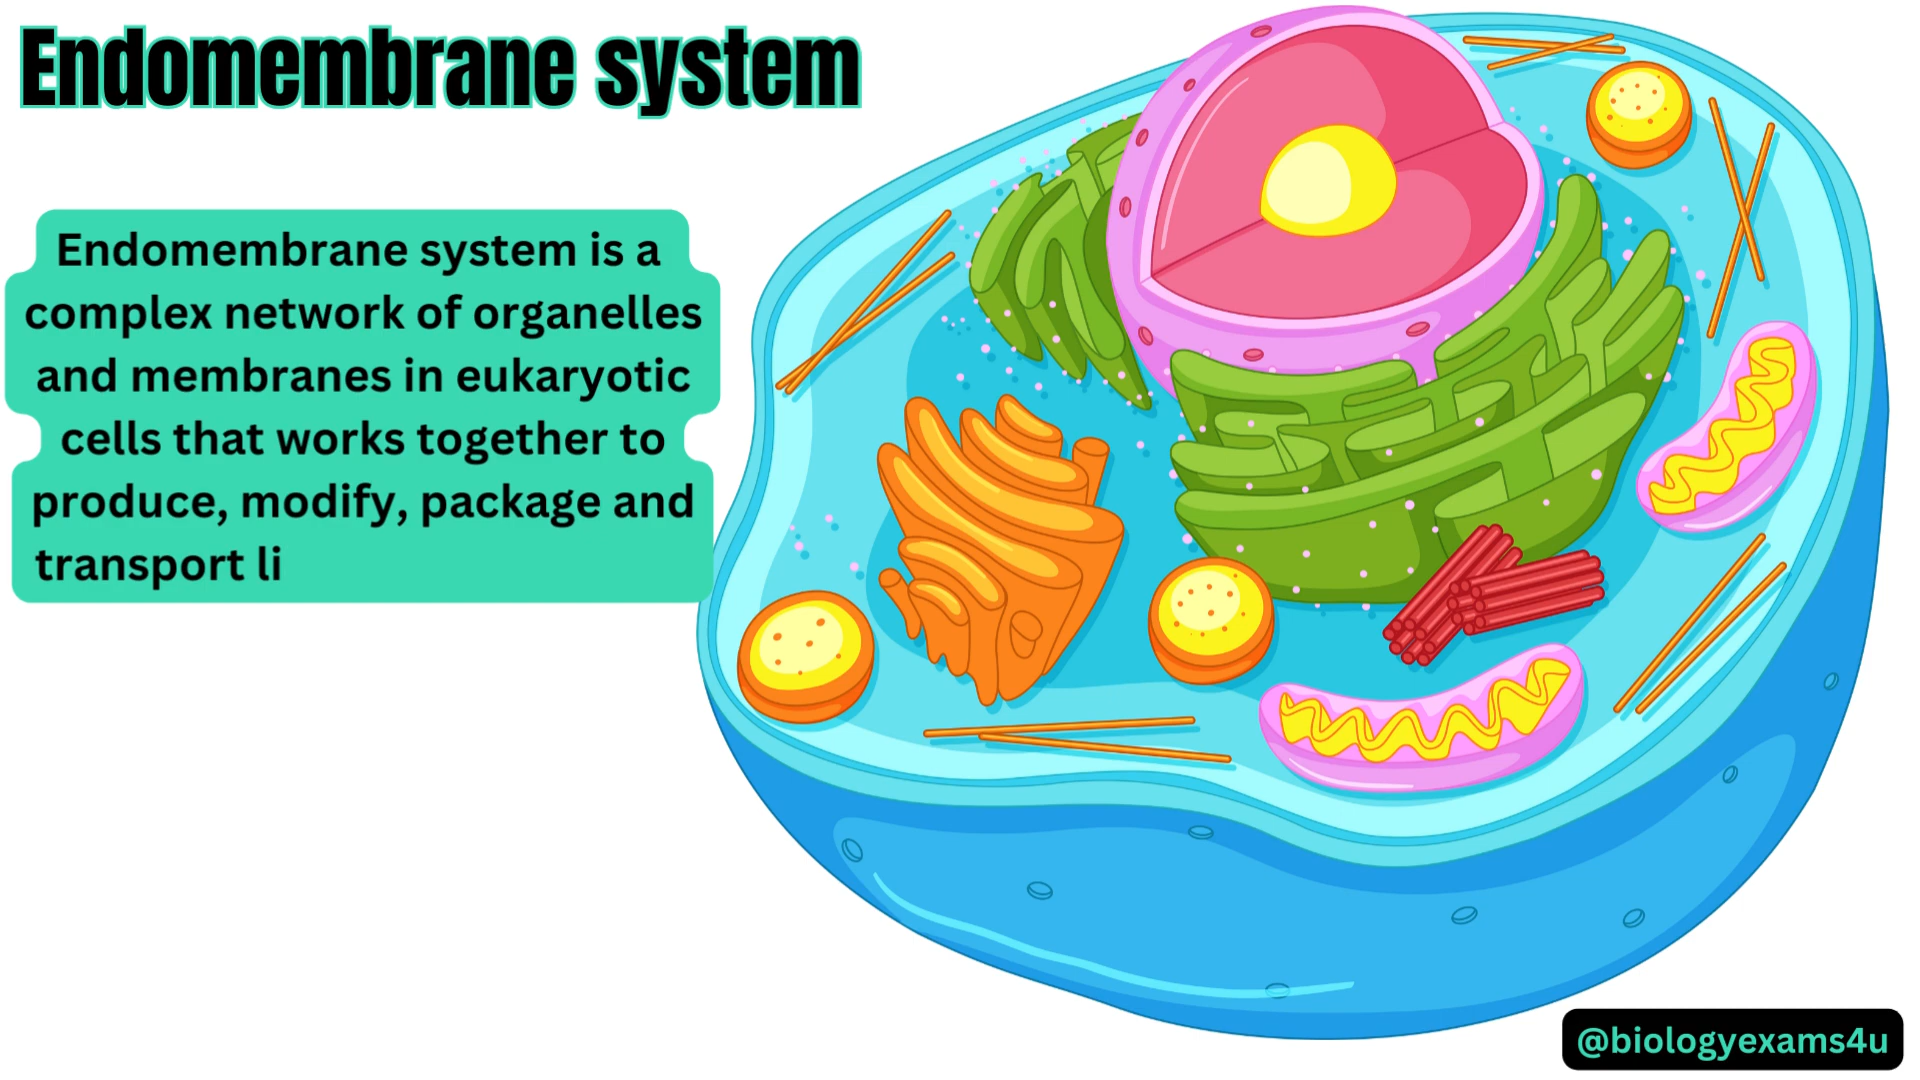 Endomembrane system
Endomembrane system is a
complex network of organelles
and membranes in eukaryotic
cells that works together to
produce, modify, package and
transport li
@biologyexams4u